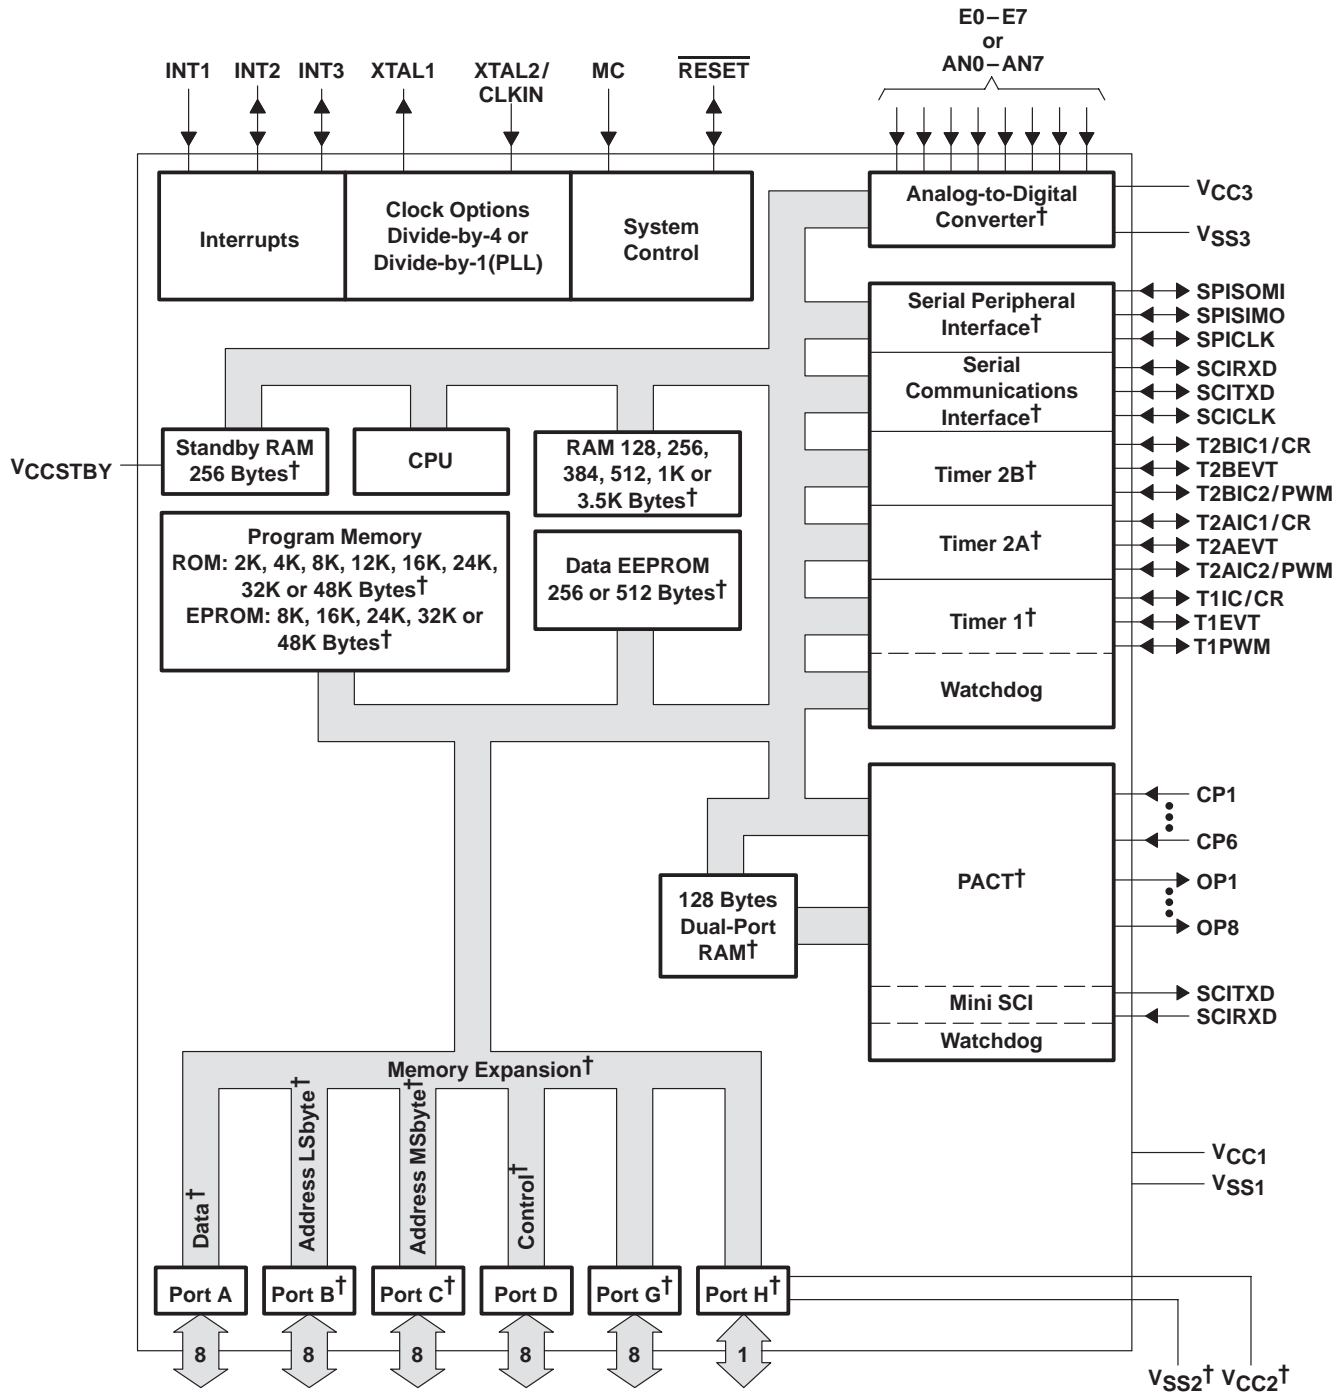 E0–E7
or
AN0–AN7
INT1
INT2
INT3
XTAL1
XTAL2/
CLKIN
MC
RESET
Interrupts
Clock Options
Divide-by-4 or
Divide-by-1(PLL)
System
Control
Analog-to-Digital
Converter†
VCC3
VSS3
Serial Peripheral
Interface†
SPISOMI
SPISIMO
SPICLK
Serial
Communications
Interface†
SCIRXD
SCITXD
SCICLK
Timer 2B†
T2BIC1/CR
T2BEVT
T2BIC2/PWM
Timer 2A†
T2AIC1/CR
T2AEVT
T2AIC2/PWM
Timer 1†
T1IC/CR
T1EVT
T1PWM
Watchdog
VCCSTBY
Standby RAM
256 Bytes†
CPU
RAM 128, 256,
384, 512, 1K or
3.5K Bytes†
Program Memory
ROM: 2K, 4K, 8K, 12K, 16K, 24K,
32K or 48K Bytes†
EPROM: 8K, 16K, 24K, 32K or
48K Bytes†
Data EEPROM
256 or 512 Bytes†
128 Bytes
Dual-Port
RAM†
PACT†
CP1
CP6
OP1
OP8
Mini SCI
SCITXD
SCIRXD
Watchdog
Memory Expansion†
Data†
Address LSbyte†
Address MSbyte†
Control†
VCC1
VSS1
Port A
Port B†
Port C†
Port D
Port G†
Port H†
8
8
8
8
8
1
VSS2† VCC2†